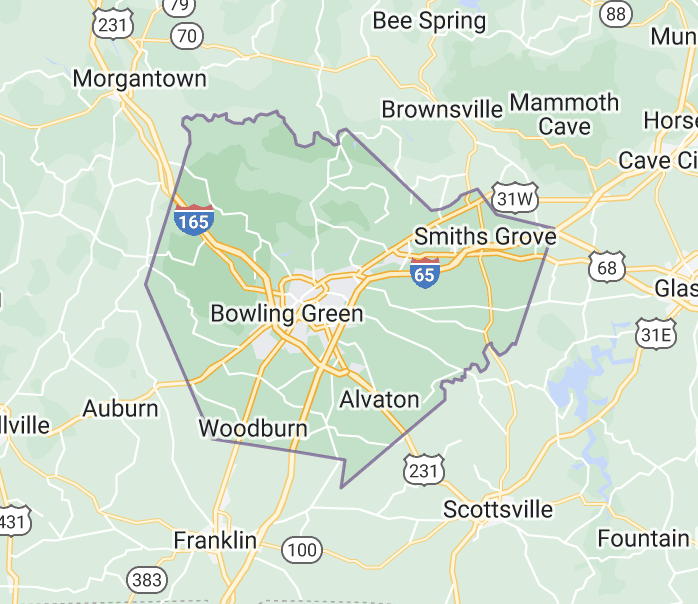 79
231
70
Bee Spring
88
Mun
Morgantown
Brownsville
Mammoth
Cave
Horse
Cave Ci
31W
165
Smiths Grove
65
68
Glas
Bowling Green
31E
Auburn
Alvaton
llville
Woodburn
231
Scottsville
431
Franklin
100
Fountain
383